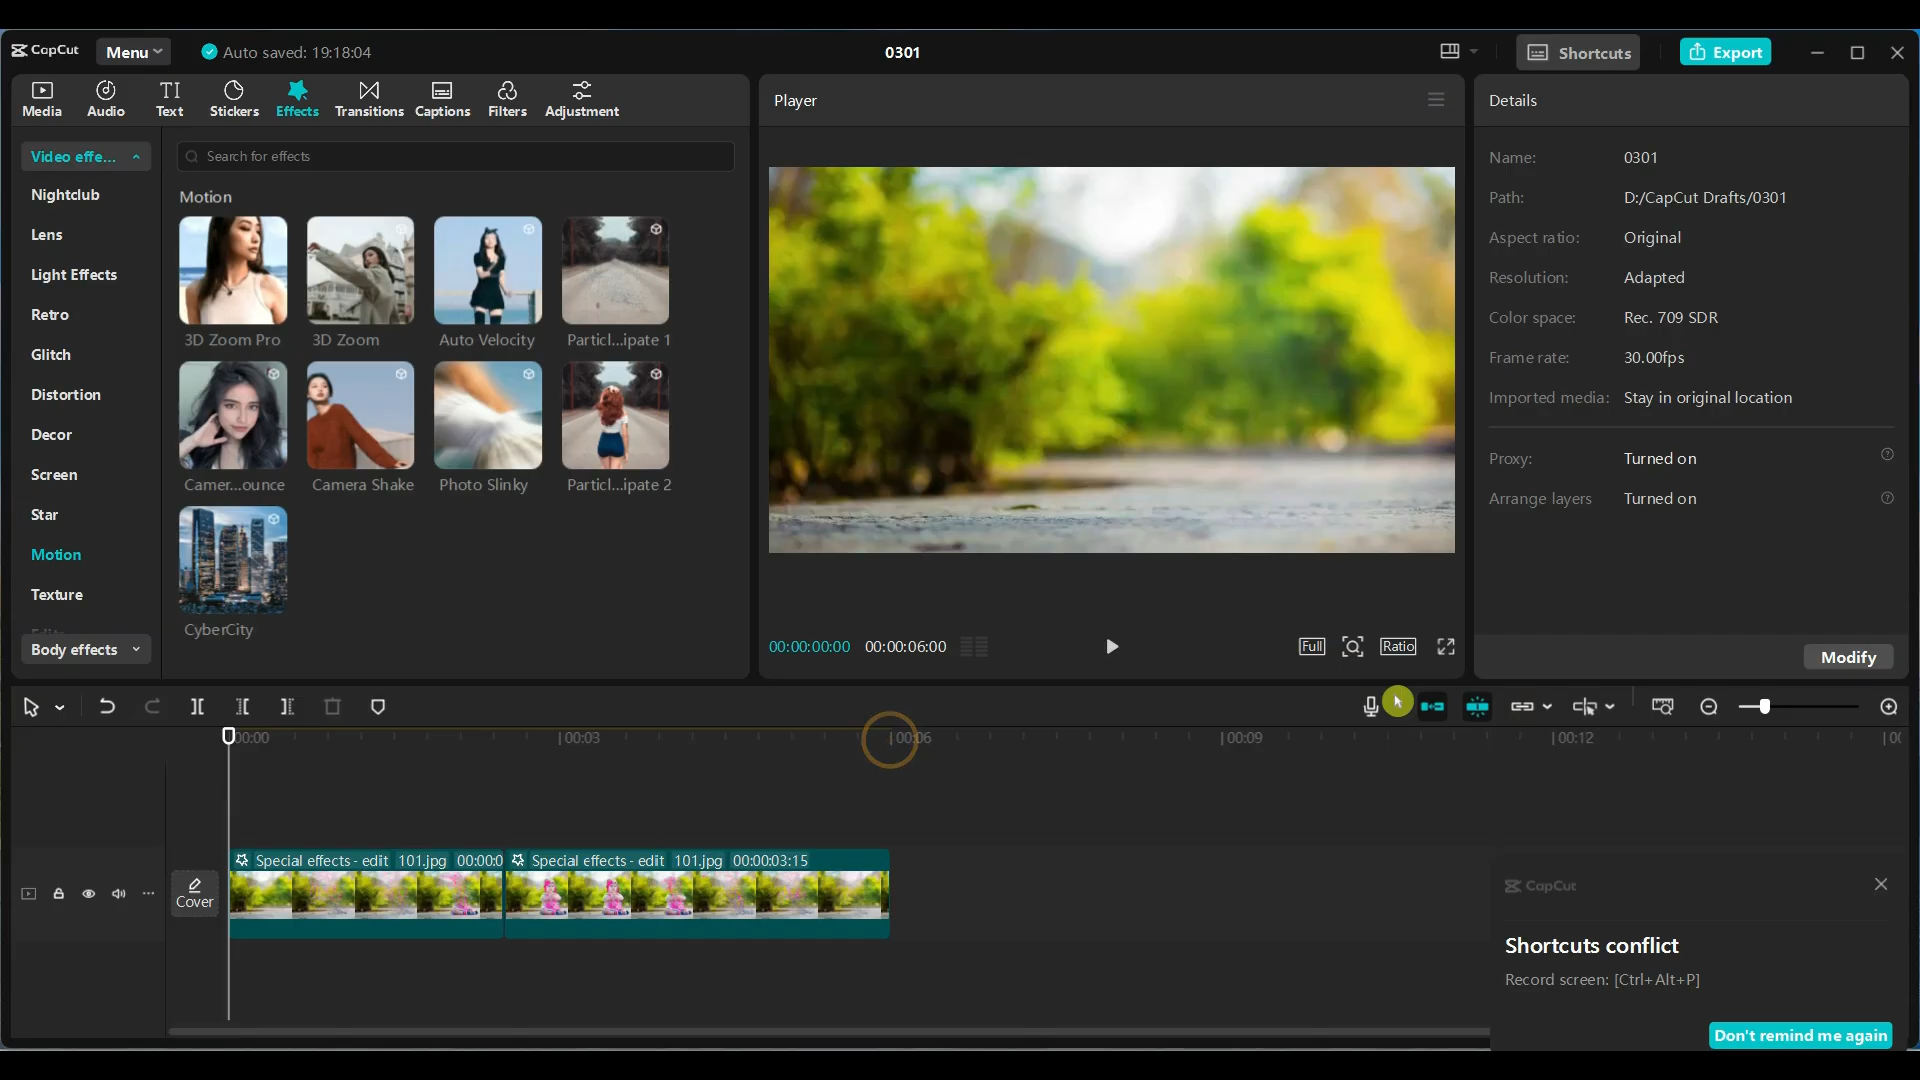 CapCut
Menu
Auto saved: 19:18:04
0301
Shortcuts
Export
Media
Audio
TI
Text
Stickers
Effects
Transitions
Captions
Filters
Adjustment
Video effe...
Nightclub
Lens
Light Effects
Retro
Glitch
Distortion
Decor
Screen
Star
Motion
Texture
Body effects
Search for effects
Motion
3D Zoom Pro
3D Zoom
Auto Velocity
Particl...ipate 1
Camer...ounce
Camera Shake
Photo Slinky
Particl...ipate 2
CyberCity
Player
00:00:00:00
00:00:06:00
Full
Ratio
Details
Name: 0301
Path: D:/CapCut Drafts/0301
Aspect ratio: Original
Resolution: Adapted
Color space: Rec. 709 SDR
Frame rate: 30.00fps
Imported media: Stay in original location
Proxy: Turned on
Arrange layers Turned on
Modify
00:00
00:03
00:06
00:09
00:12
Cover
Special effects - edit 101.jpg 00:00:0
Special effects - edit 101.jpg 00:00:03:15
CapCut
Shortcuts conflict
Record screen: [Ctrl+Alt+P]
Don't remind me again